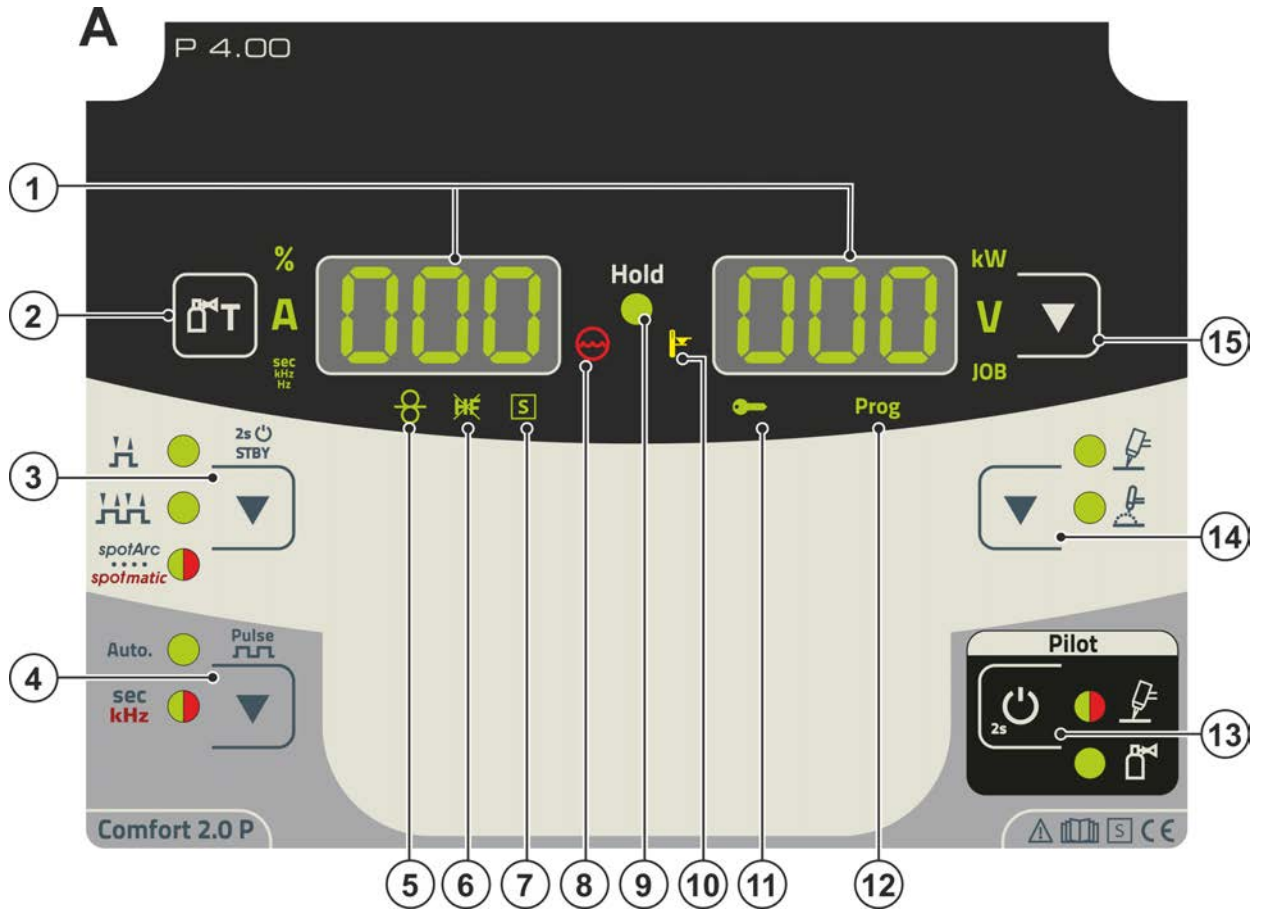 A
P 4.00
1
%
000
Hold
000
kW
2
T
A
V
15
sec
kHz
Hz
JOB
HF
S
Prog
3
2s
STBY
14
spotArc
spotmatic
4
Auto.
Pulse
sec
kHz
Pilot
2s
13
Comfort 2.0 P
S CE
5
6
7
8
9
10
11
12